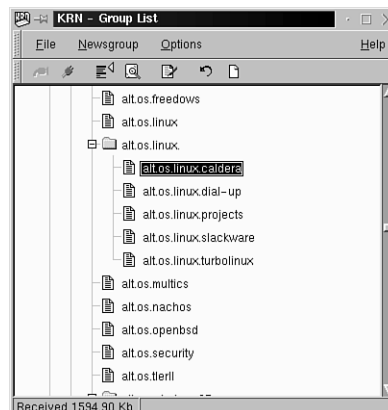 KRN - Group List
File Newsgroup Options Help
alt.os.freedows
alt.os.linux
alt.os.linux.
alt.os.linux.caldera
alt.os.linux.dial-up
alt.os.linux.projects
alt.os.linux.slackware
alt.os.linux.turbolinux
alt.os.multics
alt.os.nachos
alt.os.openbsd
alt.os.security
alt.os.tlerll
Received 1594.90 Kb